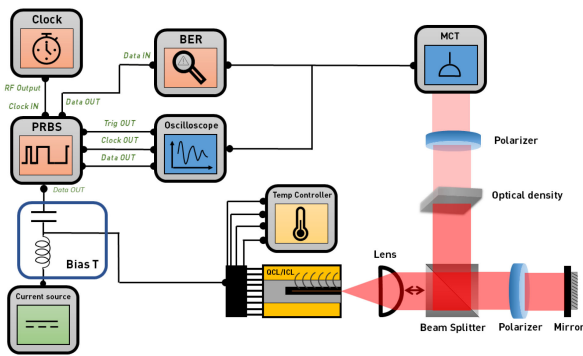 Clock
RF Output
Clock IN
Data IN
Data OUT
BER
MCT
PRBS
Trig OUT
Clock OUT
Data OUT
Oscilloscope
Data OUT
Polarizer
Optical density
Temp Controller
Bias T
QCL/ICL
Lens
Current source
Beam Splitter
Polarizer
Mirror